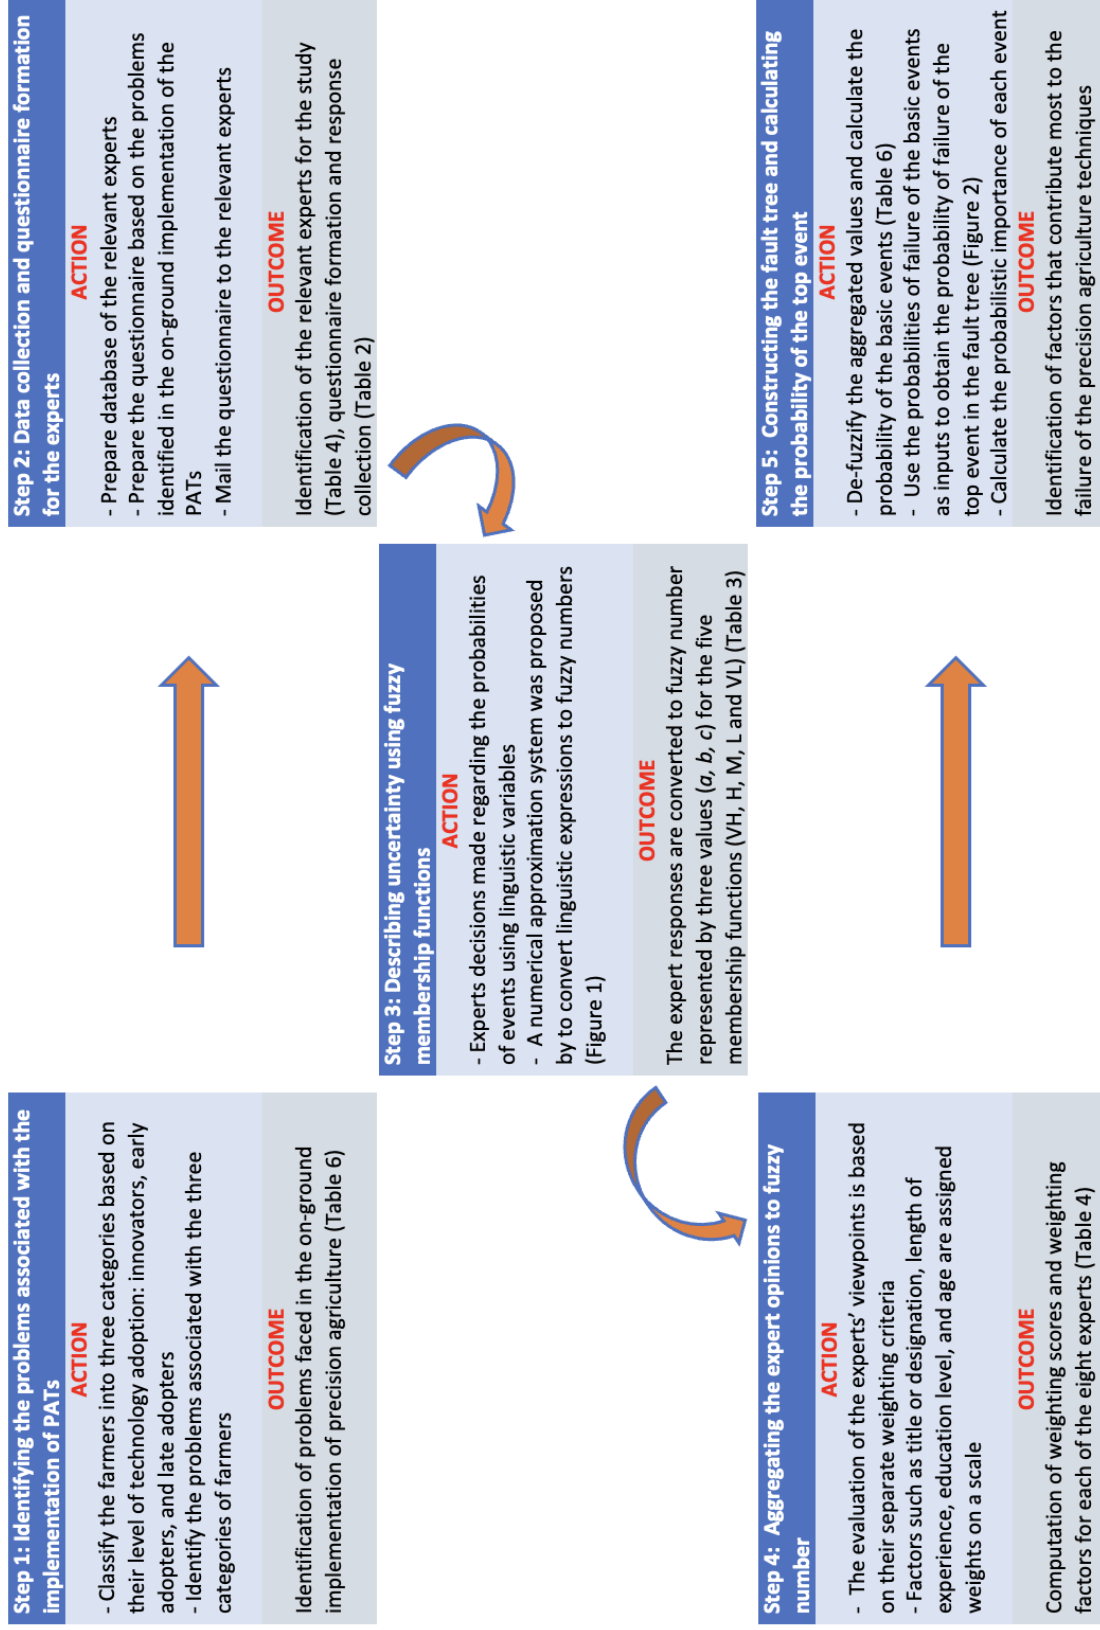 Step 1: Identifying the problems associated with the
implementation of PATs
ACTION
- Classify the farmers into three categories based on
their level of technology adoption: innovators, early
adopters, and late adopters
- Identify the problems associated with the three
categories of farmers
OUTCOME
Identification of problems faced in the on-ground
implementation of precision agriculture (Table 6)
Step 2: Data collection and questionnaire formation
for the experts
ACTION
- Prepare database of the relevant experts
- Prepare the questionnaire based on the problems
identified in the on-ground implementation of the
PATs
- Mail the questionnaire to the relevant experts
OUTCOME
Identification of the relevant experts for the study
(Table 4), questionnaire formation and response
collection (Table 2)
Step 3: Describing uncertainty using fuzzy
membership functions
ACTION
- Experts decisions made regarding the probabilities
of events using linguistic variables
- A numerical approximation system was proposed
by to convert linguistic expressions to fuzzy numbers
(Figure 1)
OUTCOME
The expert responses are converted to fuzzy number
represented by three values (a, b, c) for the five
membership functions (VH, H, M, L and VL) (Table 3)
Step 4: Aggregating the expert opinions to fuzzy
number
ACTION
- The evaluation of the experts' viewpoints is based
on their separate weighting criteria
- Factors such as title or designation, length of
experience, education level, and age are assigned
weights on a scale
OUTCOME
Computation of weighting scores and weighting
factors for each of the eight experts (Table 4)
Step 5: Constructing the fault tree and calculating
the probability of the top event
ACTION
- De-fuzzify the aggregated values and calculate the
probability of the basic events (Table 6)
- Use the probabilities of failure of the basic events
as inputs to obtain the probability of failure of the
top event in the fault tree (Figure 2)
- Calculate the probabilistic importance of each event
OUTCOME
Identification of factors that contribute most to the
failure of the precision agriculture techniques